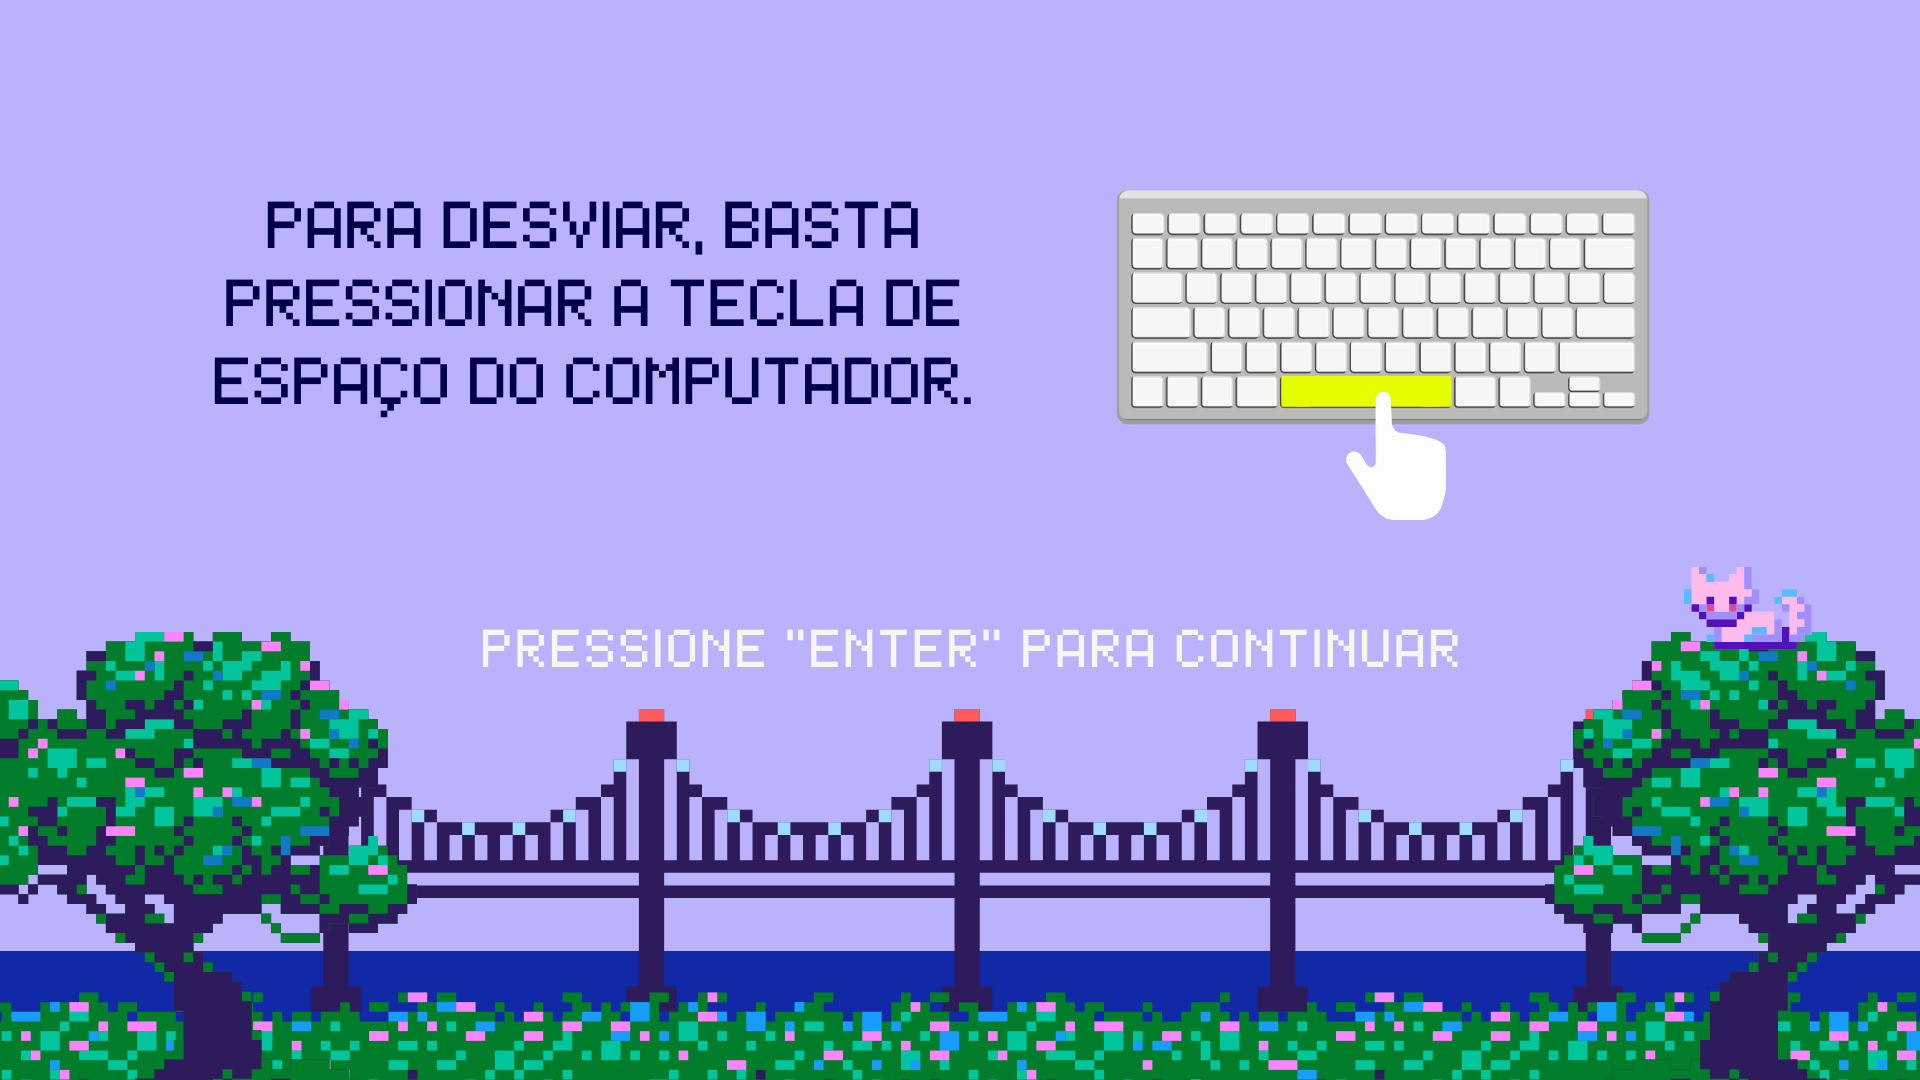 PARA DESVIAR, BASTA
PRESSIONAR A TECLA DE
ESPAÇO DO COMPUTADOR.
PRESSIONE "ENTER" PARA CONTINUAR